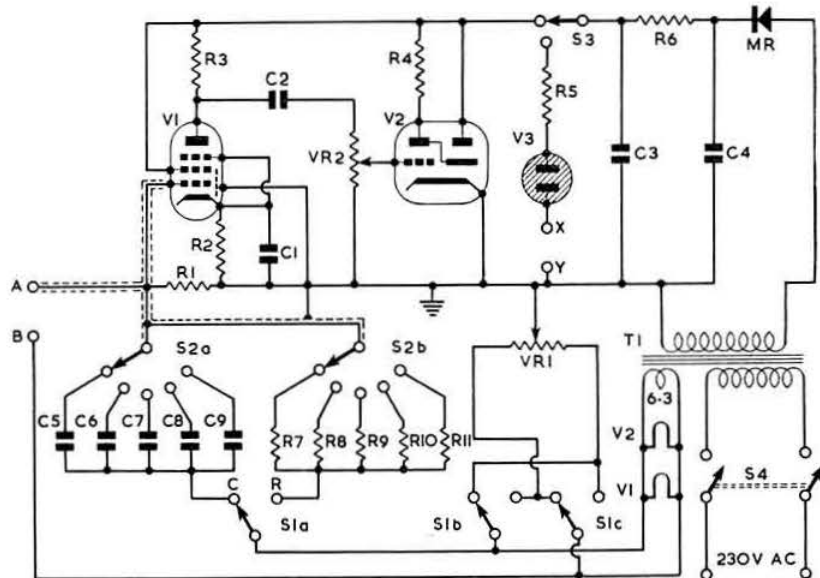 S3
R6
MR
R3
C2
R4
R5
V1
V2
V3
VR2
C3
C4
R2
C1
X
Y
R1
A
B
S2a
S2b
VR1
T1
6-3
C5
C6
C7
C8
C9
R7
R8
R9
R10
R11
V2
V1
S4
C
R
S1a
S1b
S1c
230V AC